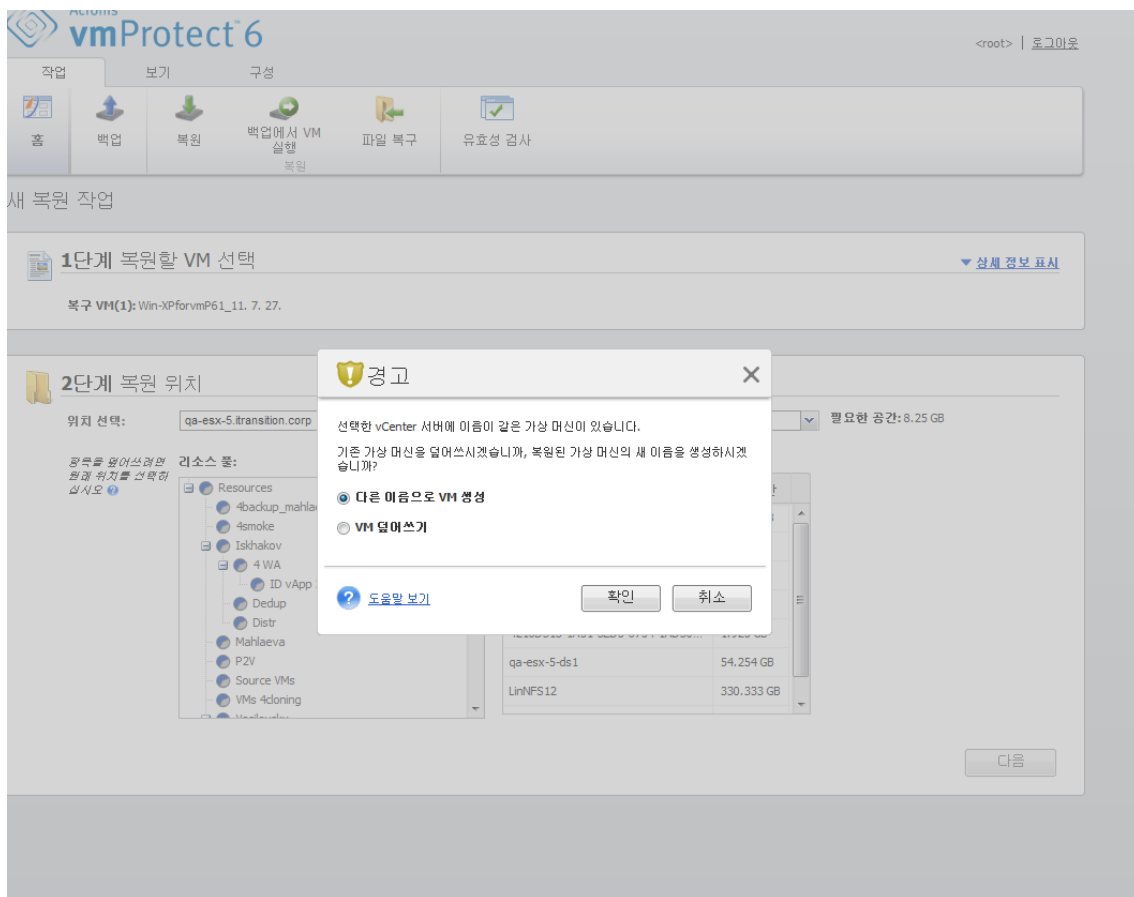 Acronis
vmProtect™ 6
<root> | 로그아웃
작업 보기 구성
홈 백업 복원 백업에서 VM 실행 파일 복구 유효성 검사
복원
새 복원 작업
1단계 복원할 VM 선택
상세 정보 표시
복구 VM(1): Win-XPforvmP61_11. 7. 27.
2단계 복원 위치
위치 선택: qa-esx-5.itransition.corp
필요한 공간: 8.25 GB
항목을 덮어쓰려면
원래 위치를 선택하
십시오
리소스 풀:
Resources
4backup_mahlae
4smoke
Iskhakov
4 WA
ID vApp
Dedup
Distr
Mahlaeva
P2V
Source VMs
VMs 4cloning
qa-esx-5-ds1 54.254 GB
LinNFS12 330.333 GB
경고
선택한 vCenter 서버에 이름이 같은 가상 머신이 있습니다.
기존 가상 머신을 덮어쓰시겠습니까, 복원된 가상 머신의 새 이름을 생성하시겠
습니까?
다른 이름으로 VM 생성
VM 덮어쓰기
도움말 보기
확인 취소
다음